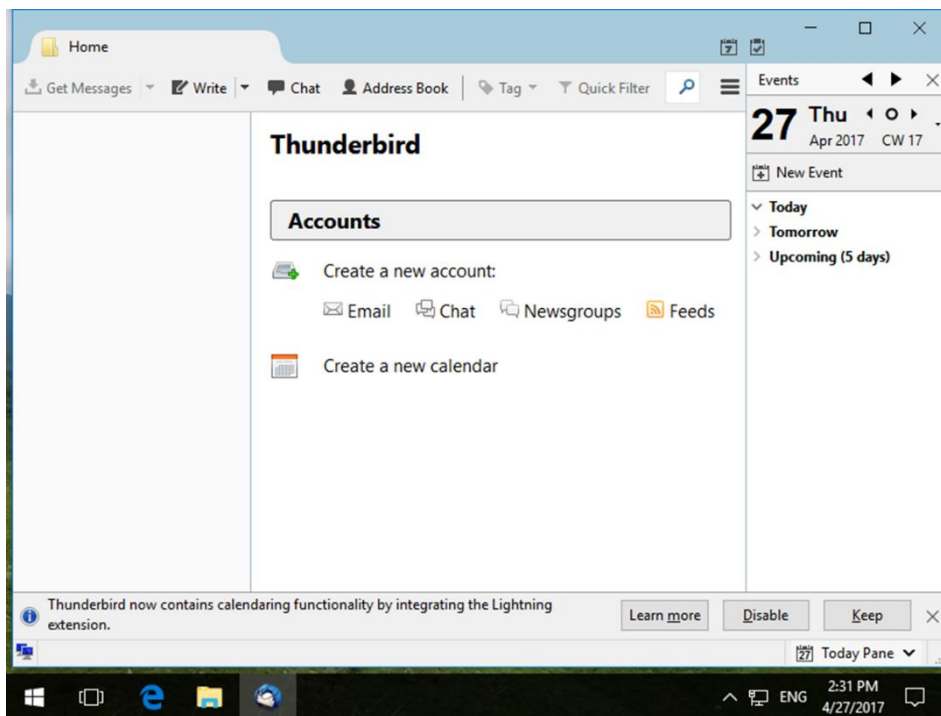 Home
7
Get Messages Write Chat Address Book Tag Quick Filter
Events
27 Thu
Apr 2017 CW 17
New Event
Today
Tomorrow
Upcoming (5 days)
Thunderbird
Accounts
Create a new account:
Email Chat Newsgroups Feeds
Create a new calendar
Thunderbird now contains calendaring functionality by integrating the Lightning
extension.
Learn more Disable Keep
27 Today Pane
ENG
2:31 PM
4/27/2017